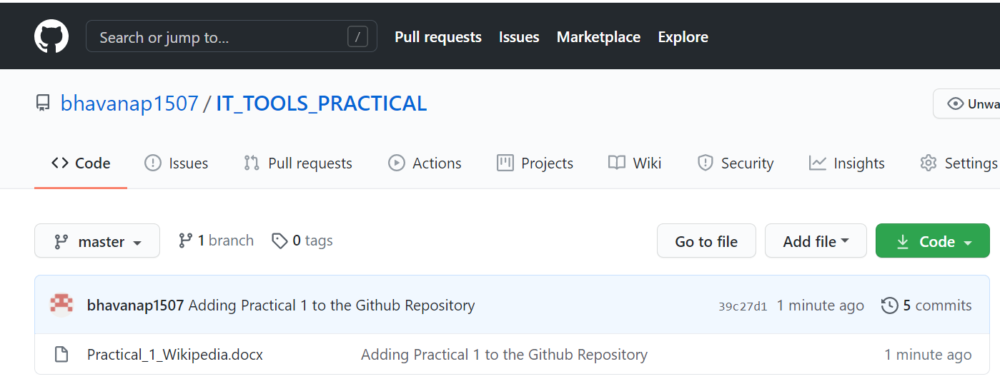 Search or jump to... / Pull requests Issues Marketplace Explore
bhavanap1507 / IT_TOOLS_PRACTICAL Unwa
Code Issues Pull requests Actions Projects Wiki Security Insights Settings
master 1 branch 0 tags Go to file Add file Code
bhavanap1507 Adding Practical 1 to the Github Repository 39c27d1 1 minute ago 5 commits
Practical_1_Wikipedia.docx Adding Practical 1 to the Github Repository 1 minute ago